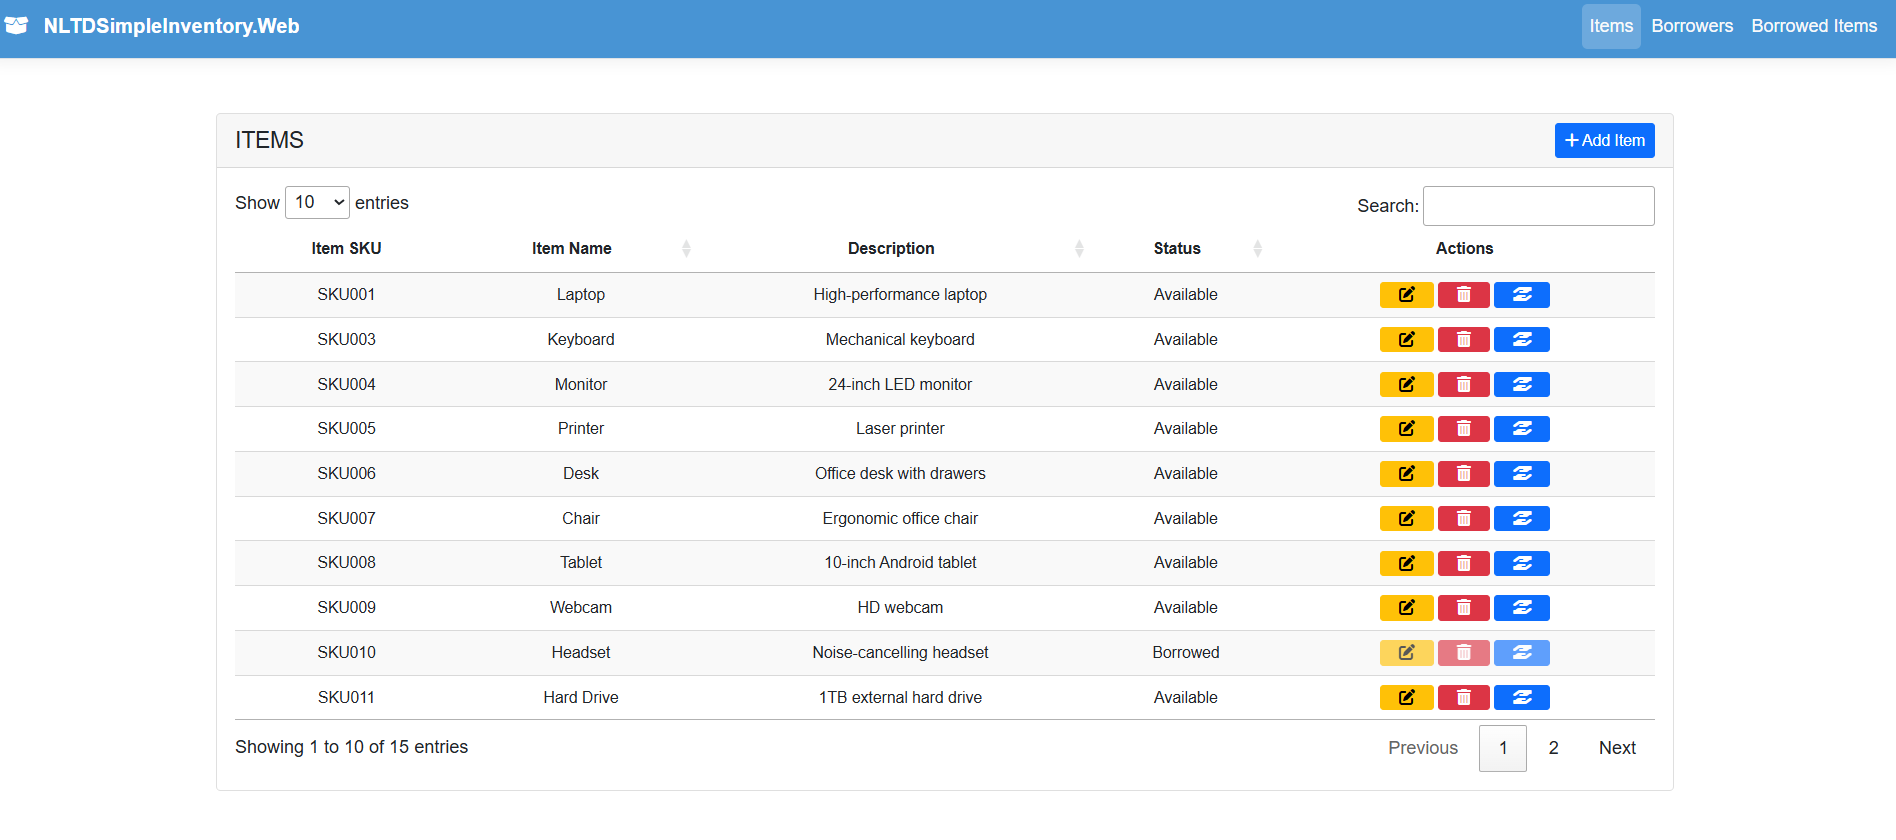 NLTDSimpleInventory.Web Items Borrowers Borrowed Items
ITEMS + Add Item
Show 10 entries Search:
Item SKU Item Name Description Status Actions
SKU001 Laptop High-performance laptop Available
SKU003 Keyboard Mechanical keyboard Available
SKU004 Monitor 24-inch LED monitor Available
SKU005 Printer Laser printer Available
SKU006 Desk Office desk with drawers Available
SKU007 Chair Ergonomic office chair Available
SKU008 Tablet 10-inch Android tablet Available
SKU009 Webcam HD webcam Available
SKU010 Headset Noise-cancelling headset Borrowed
SKU011 Hard Drive 1TB external hard drive Available
Showing 1 to 10 of 15 entries Previous 1 2 Next